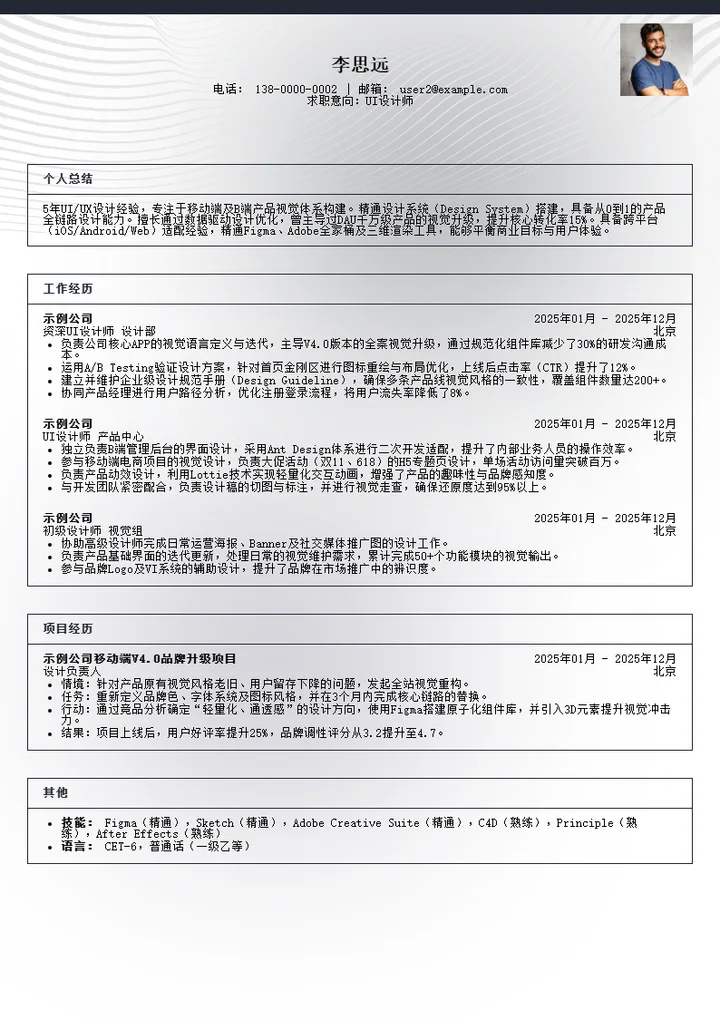 李思远
电话： 138-0000-0002 | 邮箱： user2@example.com
求职意向：UI设计师
个人总结
5年UI/UX设计经验，专注于移动端及B端产品视觉体系构建。精通设计系统（Design System）搭建，具备从0到1的产品
全链路设计能力。擅长通过数据驱动设计优化，曾主导过DAU千万级产品的视觉升级，提升核心转化率15%。具备跨平台
（iOS/Android/Web）适配经验，精通Figma、Adobe全家桶及三维渲染工具，能够平衡商业目标与用户体验。
工作经历
示例公司 2025年01月 - 2025年12月
资深UI设计师 设计部 北京
• 负责公司核心APP的视觉语言定义与迭代，主导V4.0版本的全案视觉升级，通过规范化组件库减少了30%的研发沟通成
本。
• 运用A/B Testing验证设计方案，针对首页金刚区进行图标重绘与布局优化，上线后点击率（CTR）提升了12%。
• 建立并维护企业级设计规范手册（Design Guideline），确保多条产品线视觉风格的一致性，覆盖组件数量达200+。
• 协同产品经理进行用户路径分析，优化注册登录流程，将用户流失率降低了8%。
示例公司 2025年01月 - 2025年12月
UI设计师 产品中心 北京
• 独立负责B端管理后台的界面设计，采用Ant Design体系进行二次开发适配，提升了内部业务人员的操作效率。
• 参与移动端电商项目的视觉设计，负责大促活动（双11、618）的H5专题页设计，单场活动访问量突破百万。
• 负责产品动效设计，利用Lottie技术实现轻量化交互动画，增强了产品的趣味性与品牌感知度。
• 与开发团队紧密配合，负责设计稿的切图与标注，并进行视觉走查，确保还原度达到95%以上。
示例公司 2025年01月 - 2025年12月
初级设计师 视觉组 北京
• 协助高级设计师完成日常运营海报、Banner及社交媒体推广图的设计工作。
• 负责产品基础界面的迭代更新，处理日常的视觉维护需求，累计完成50+个功能模块的视觉输出。
• 参与品牌Logo及VI系统的辅助设计，提升了品牌在市场推广中的辨识度。
项目经历
示例公司移动端V4.0品牌升级项目 2025年01月 - 2025年12月
设计负责人 北京
• 情境：针对产品原有视觉风格老旧、用户留存下降的问题，发起全站视觉重构。
• 任务：重新定义品牌色、字体系统及图标风格，并在3个月内完成核心链路的替换。
• 行动：通过竞品分析确定“轻量化、通透感”的设计方向，使用Figma搭建原子化组件库，并引入3D元素提升视觉冲击
力。
• 结果：项目上线后，用户好评率提升25%，品牌调性评分从3.2提升至4.7。
其他
• 技能： Figma（精通），Sketch（精通），Adobe Creative Suite（精通），C4D（熟练），Principle（熟
练），After Effects（熟练）
• 语言： CET-6，普通话（一级乙等）